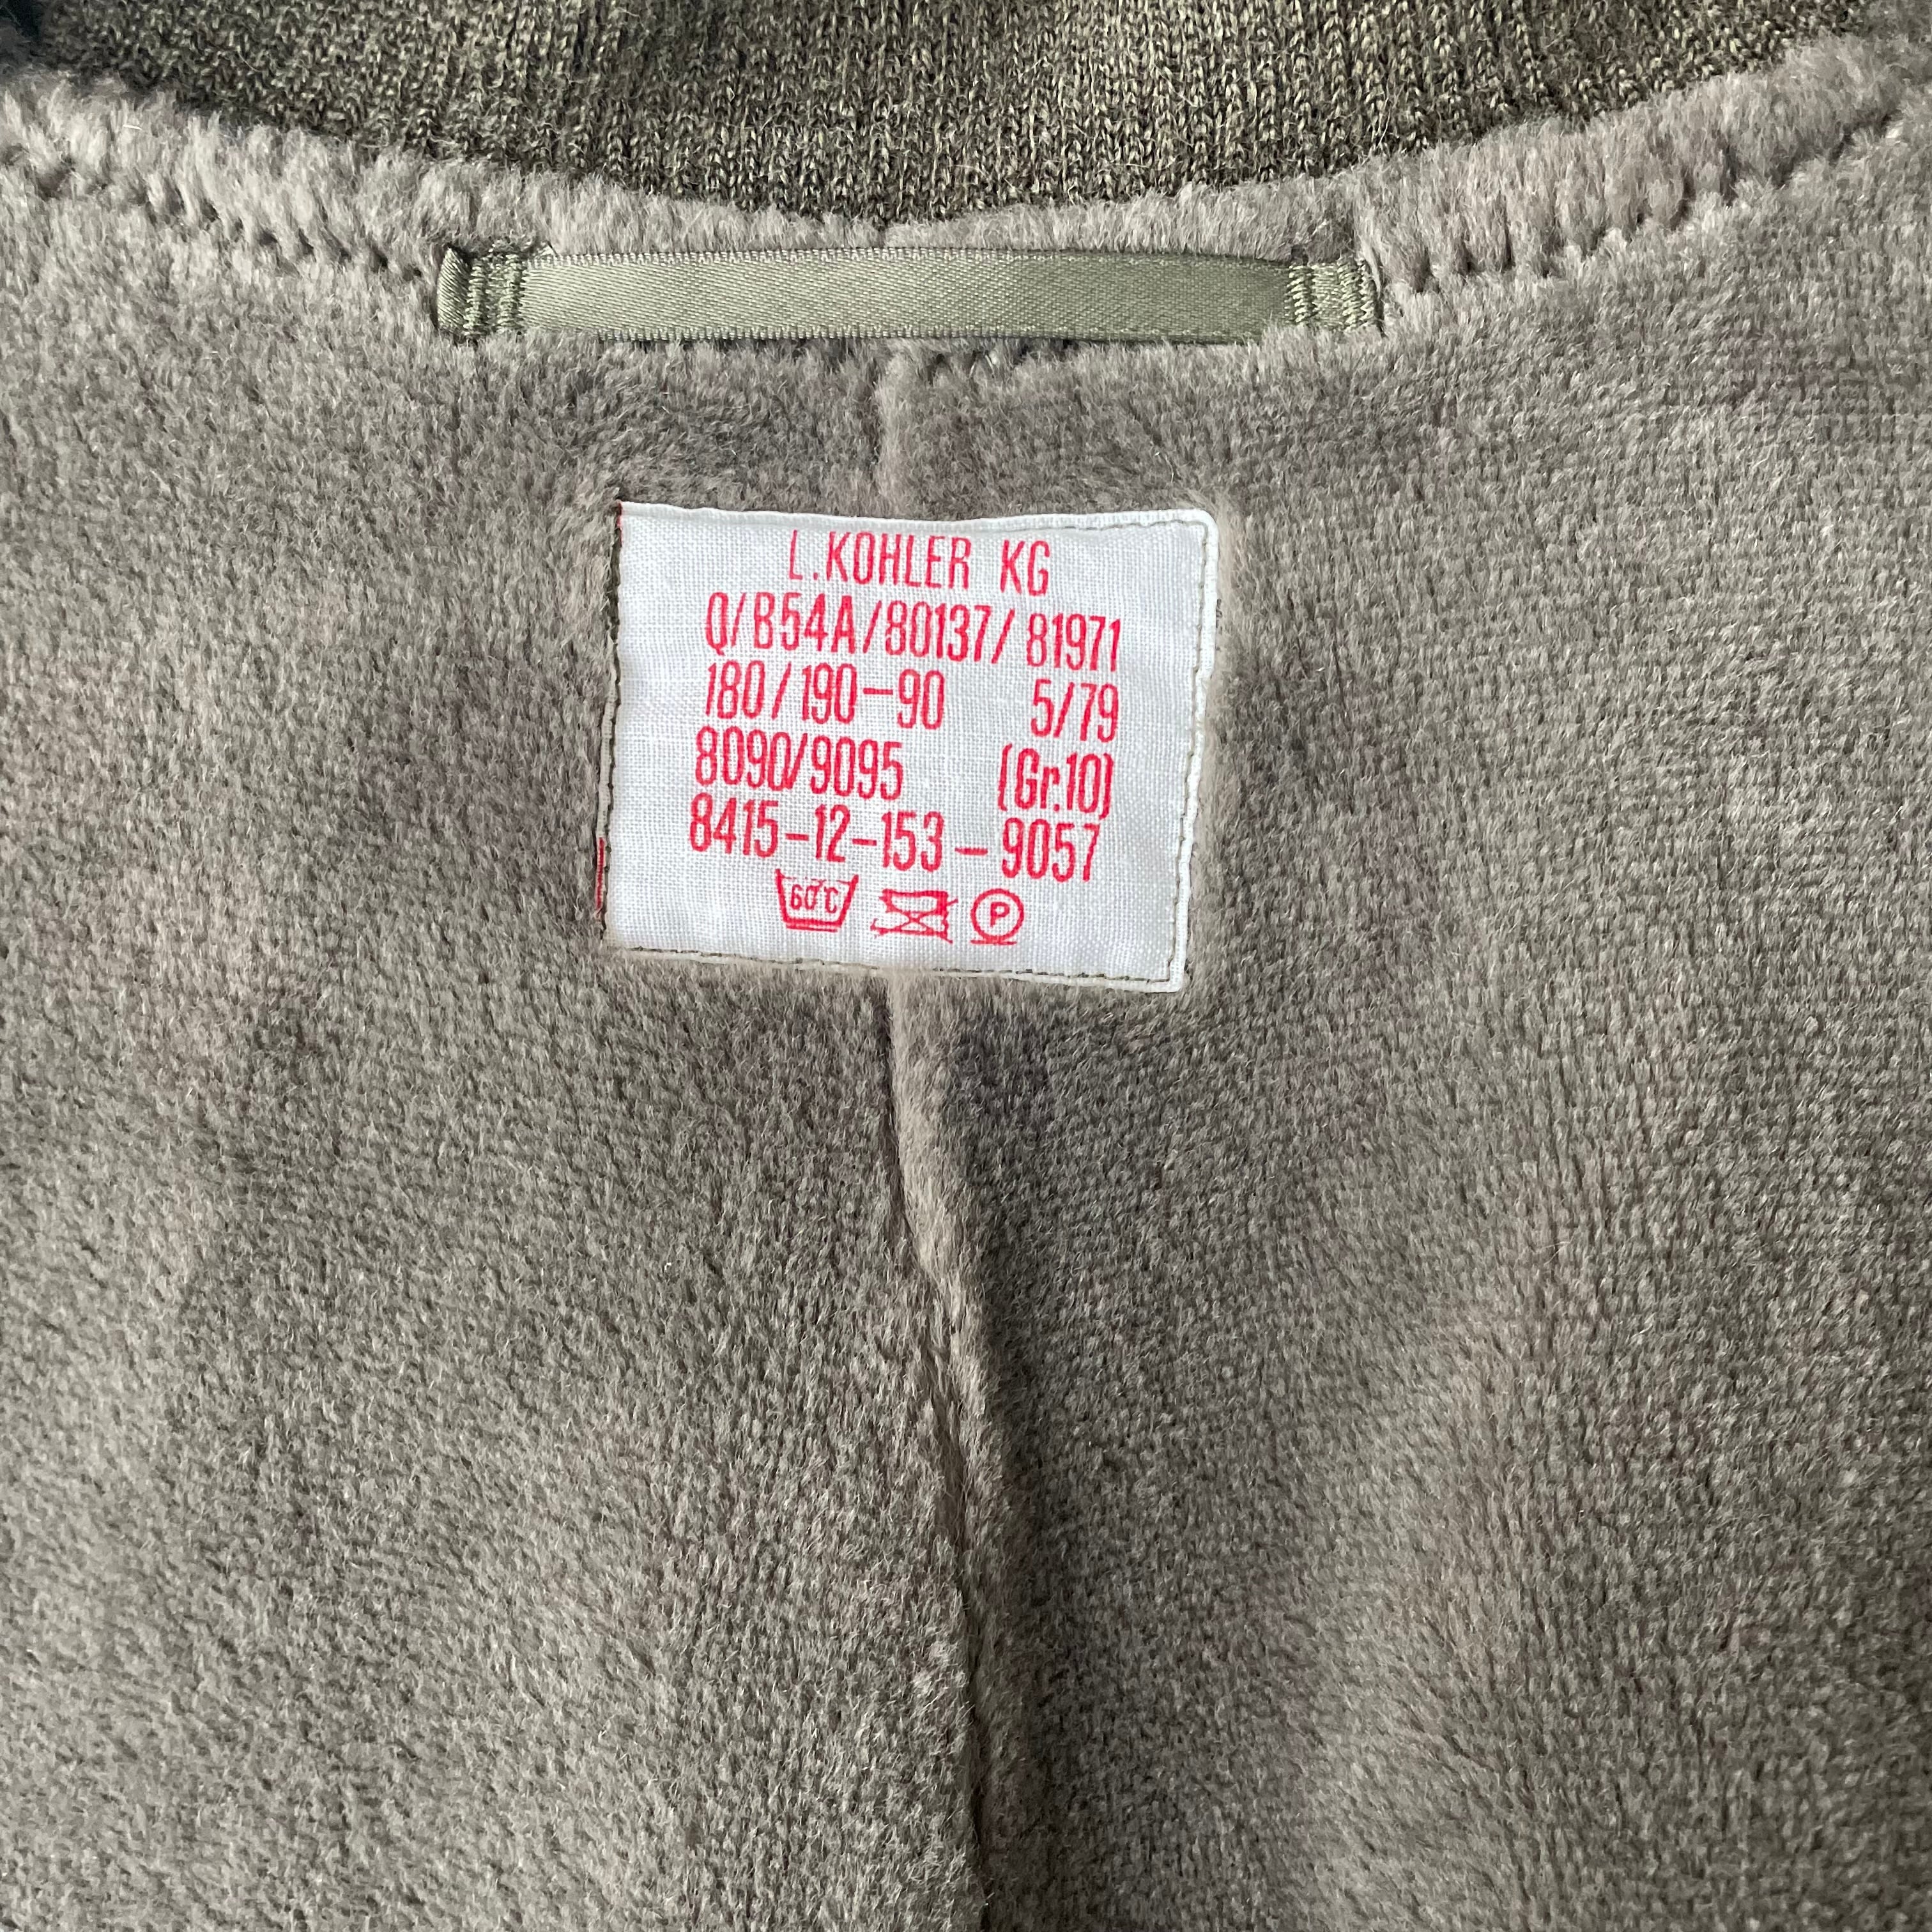 L.KOHLER KG
Q/B54A/80137/81971
180/190-90 5/79
8090/9095 (Gr.10)
8415-12-153-9057
60°C P